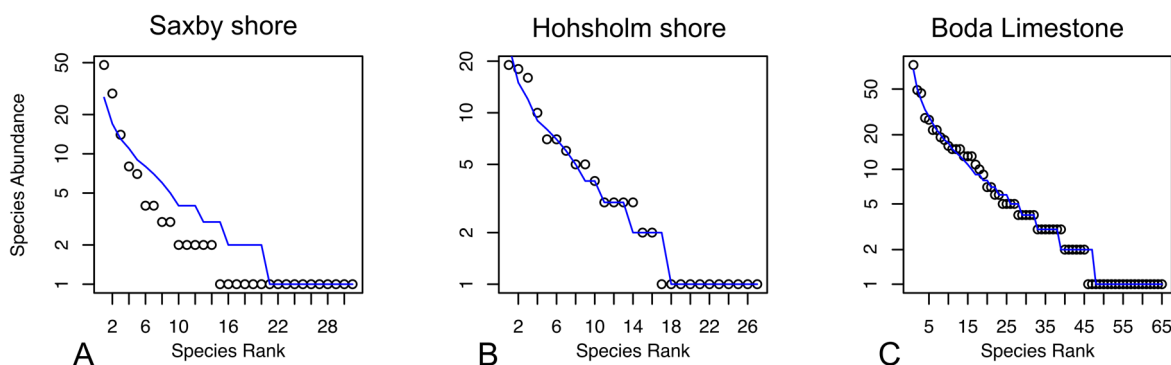 Saxby shore
Hohsholm shore
Boda Limestone
Species Abundance
50
20
10
5
2
1
2 6 10 16 22 28
Species Rank
A
20
10
5
2
1
2 6 10 14 18 22 26
Species Rank
B
50
20
10
5
2
1
5 15 25 35 45 55 65
Species Rank
C